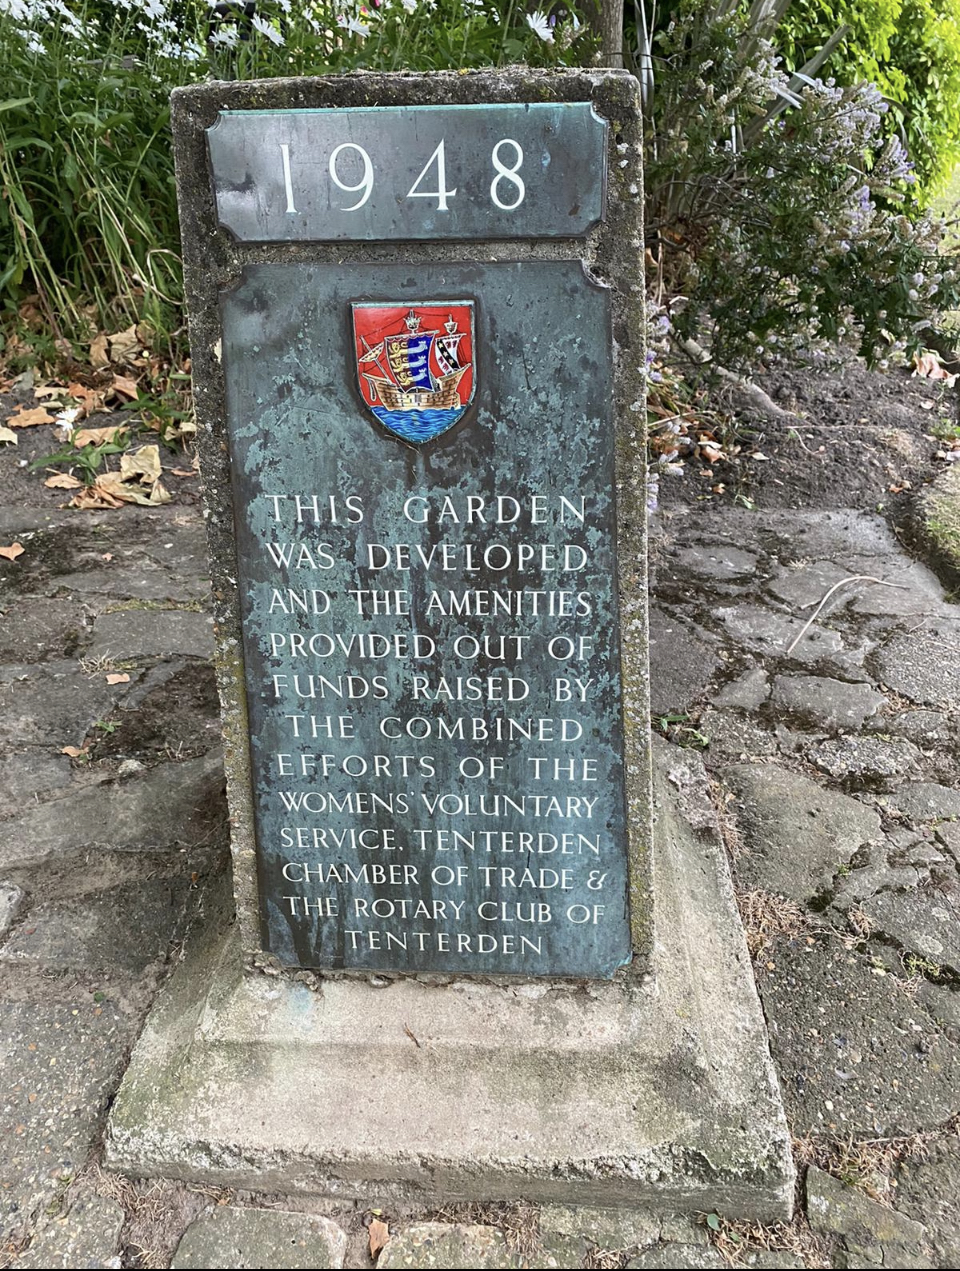 1948
THIS GARDEN
WAS DEVELOPED
AND THE AMENITIES
PROVIDED OUT OF
FUNDS RAISED BY
THE COMBINED
EFFORTS OF THE
WOMENS' VOLUNTARY
SERVICE, TENTERDEN
CHAMBER OF TRADE &
THE ROTARY CLUB OF
TENTERDEN